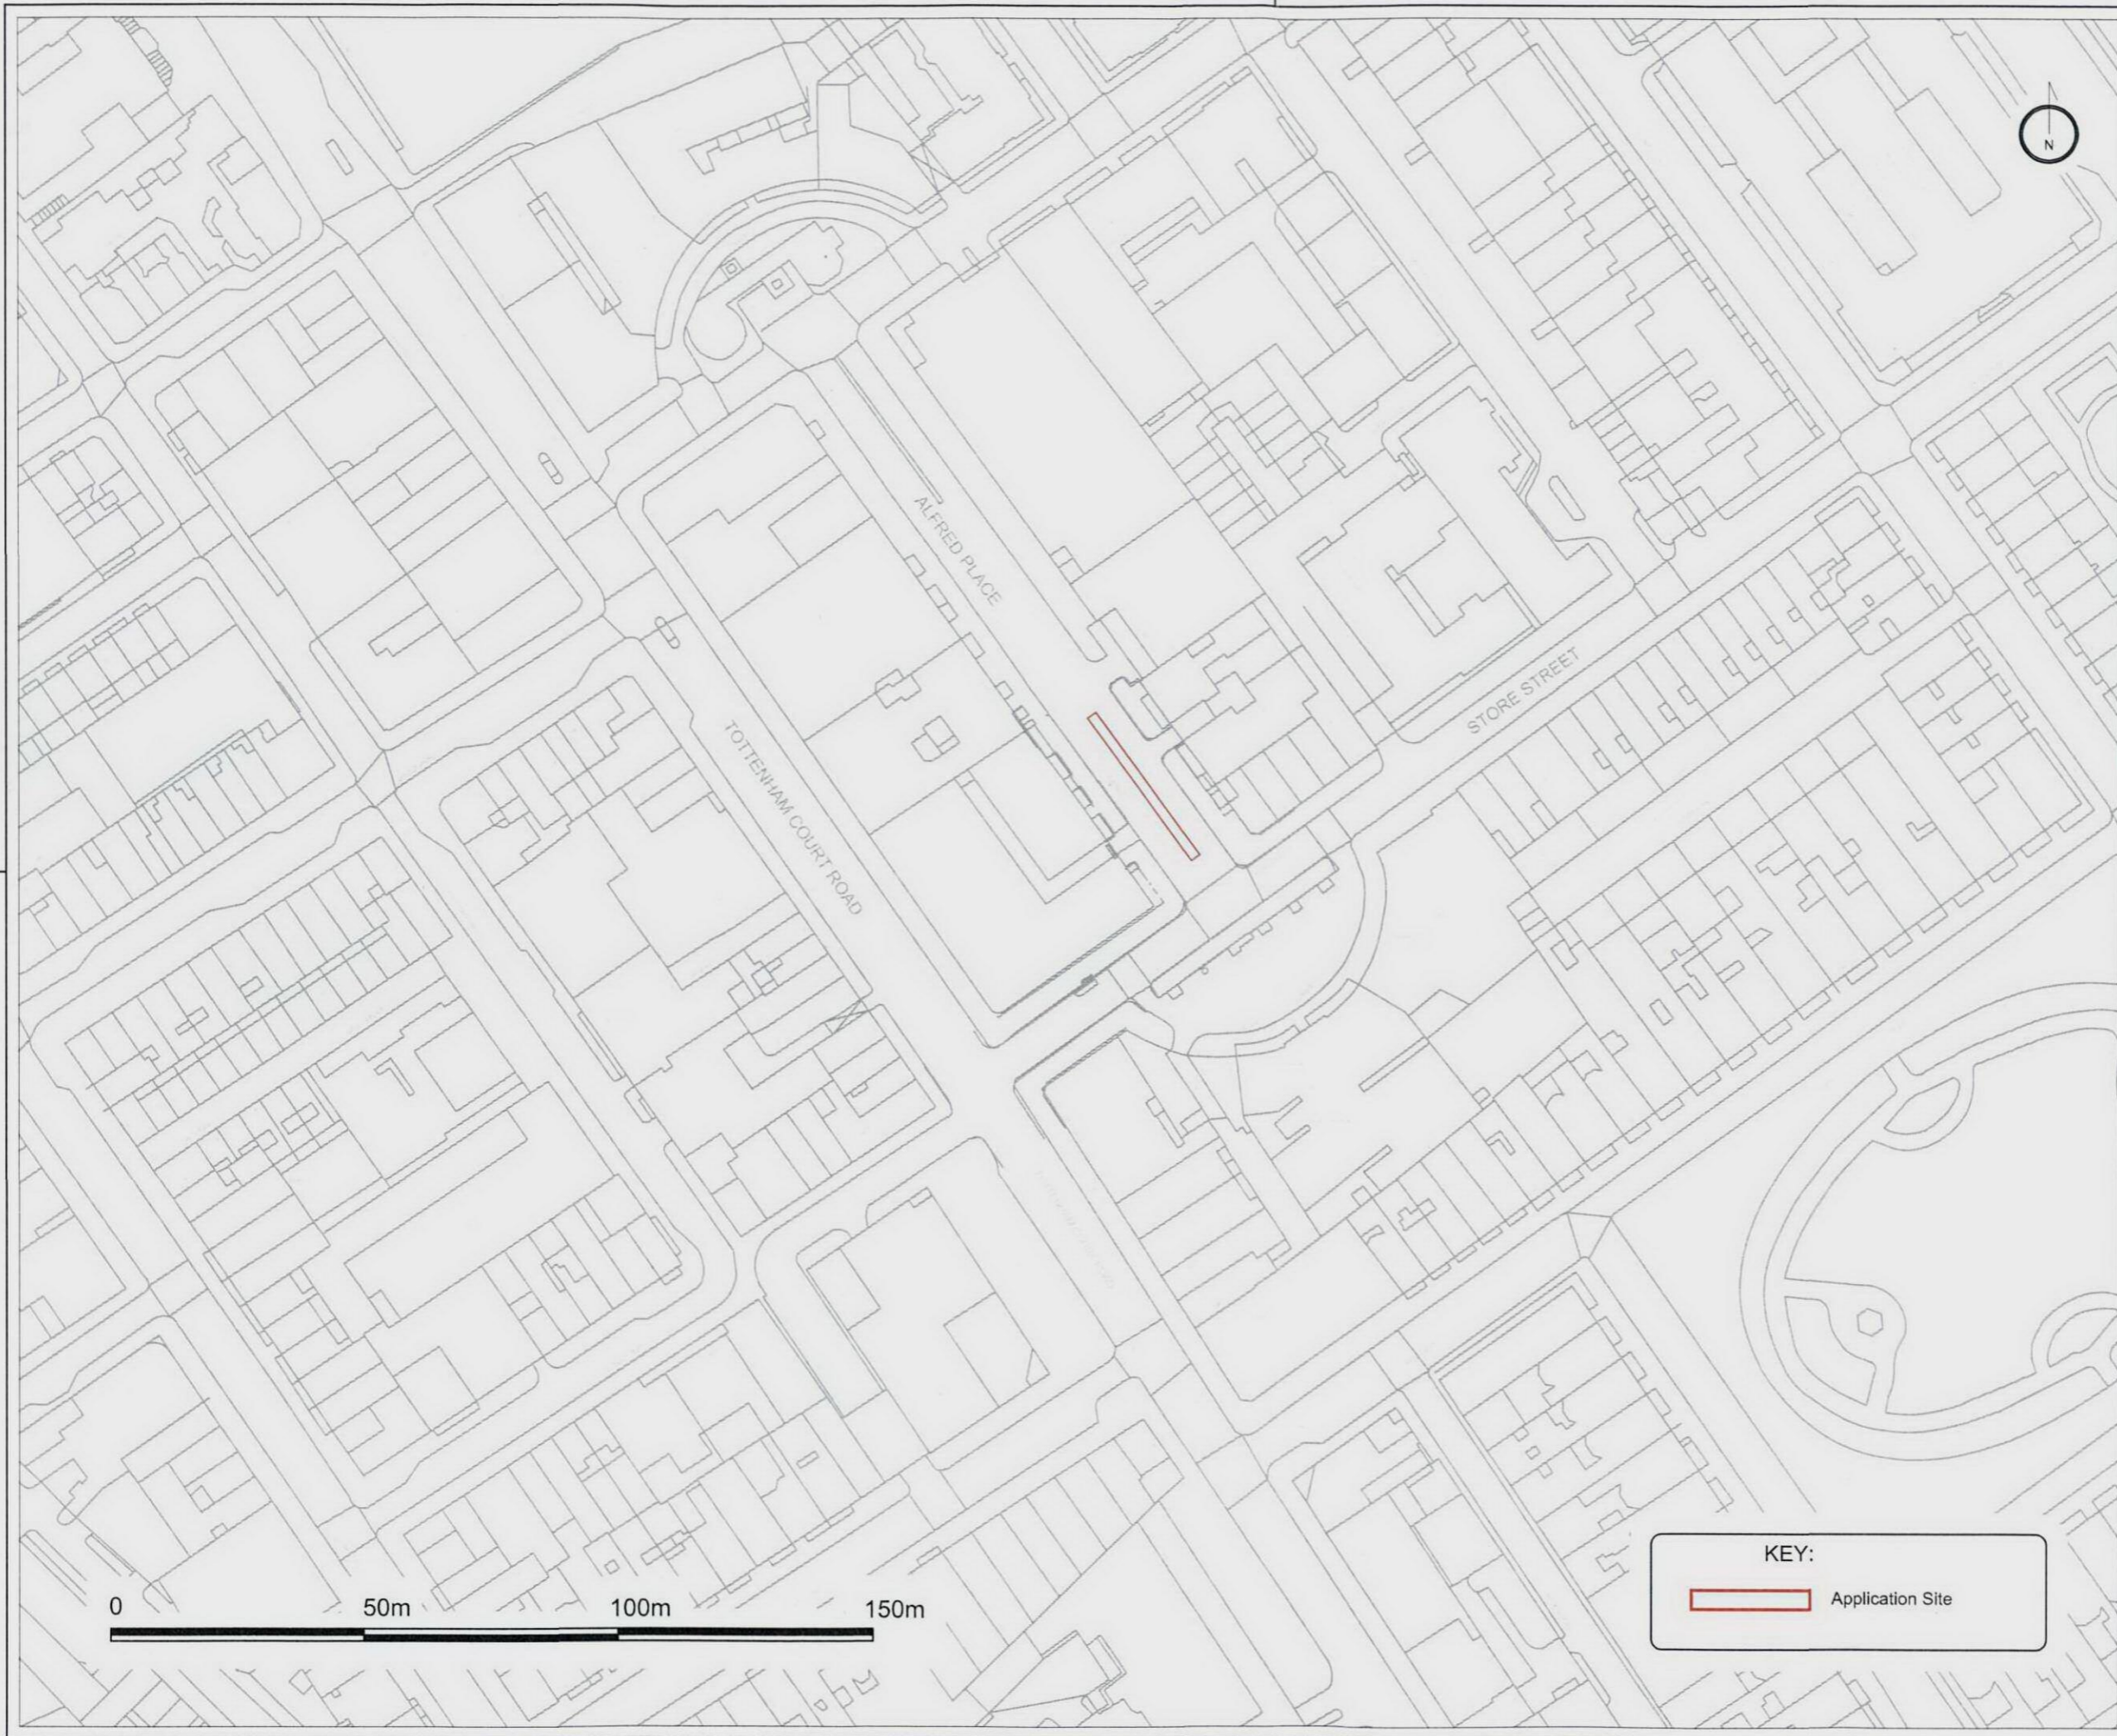 N
ALFRED PLACE
STORE STREET
TOTTENHAM COURT ROAD
KEY:
Application Site
0 50m 100m 150m